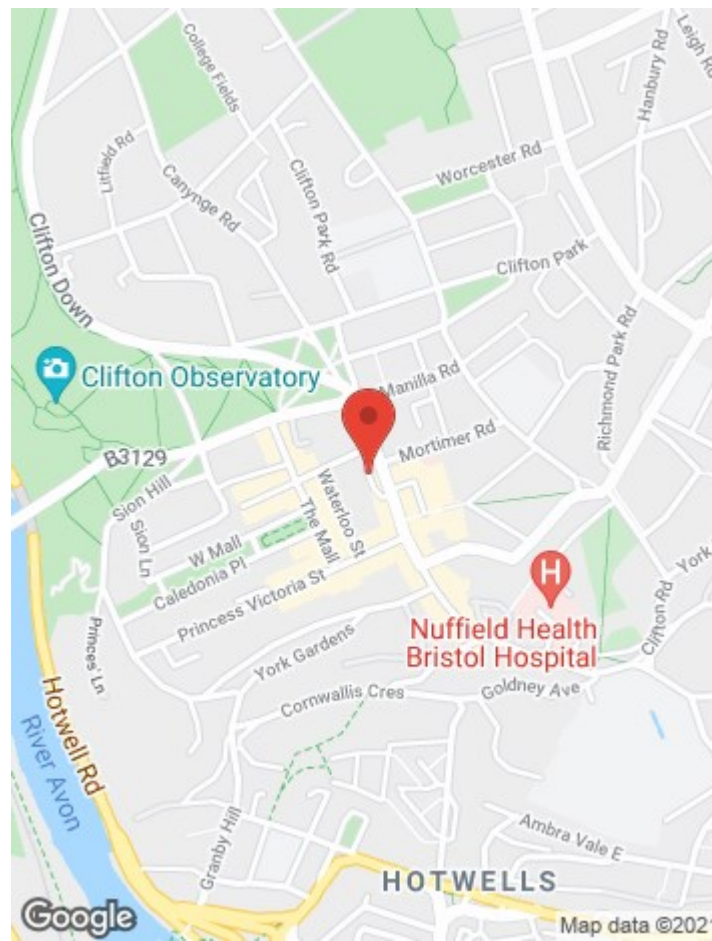 College Fields
Hanbury Rd
Leigh Rd
Litfield Rd
Canynge Rd
Clifton Park Rd
Worcester Rd
Clifton Down
Clifton Park
Clifton Observatory
Manilla Rd
Richmond Park Rd
B3129
Mortimer Rd
Sion Hill
Waterloo St
The Mall
Sion Ln
W Mall
Caledonia Pl
Princess Victoria St
H
York
Princes' Ln
Nuffield Health
Bristol Hospital
Clifton Rd
York Gardens
Goldney Ave
Cornwallis Cres
Hotwell Rd
River Avon
Granby Hill
Ambra Vale E
HOTWELLS
Google
Map data ©2021